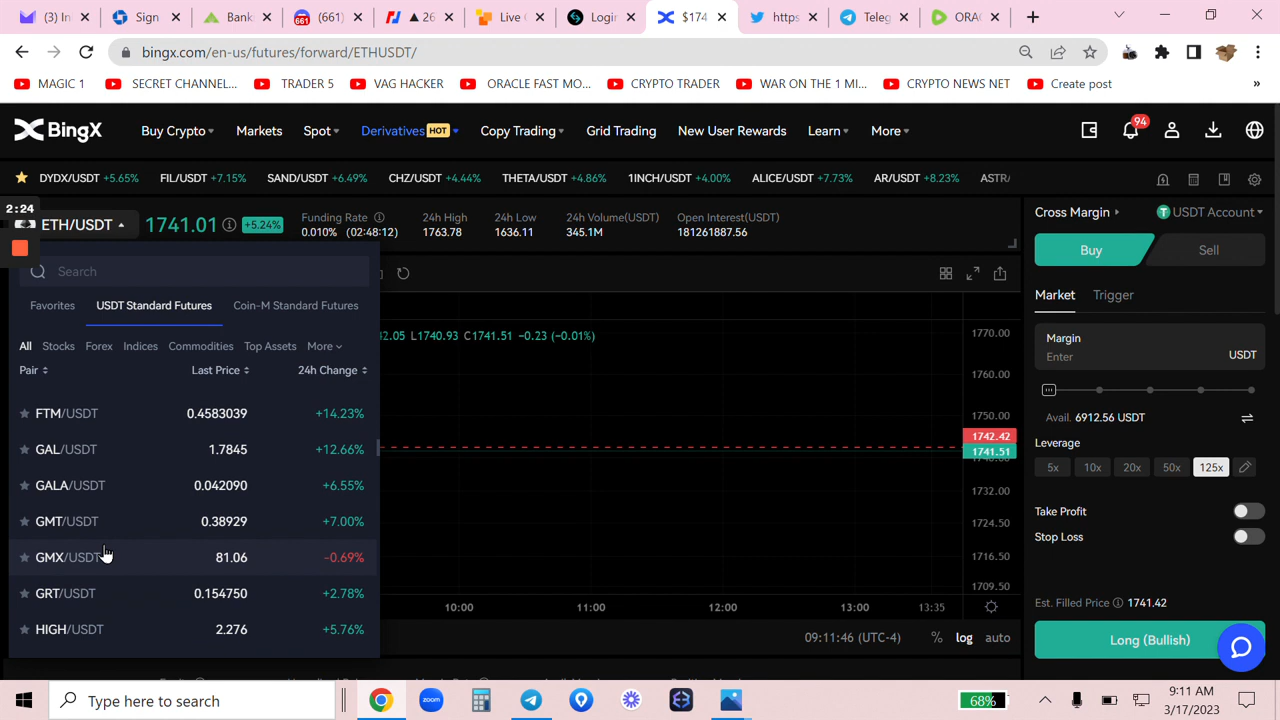 (3) In
Sign
Bank
661
(661)
▲ 26
Live
Login
$174
https
Teleg
ORAC
bingx.com/en-us/futures/forward/ETHUSDT/
MAGIC 1
SECRET CHANNEL...
TRADER 5
VAG HACKER
ORACLE FAST MO...
CRYPTO TRADER
WAR ON THE 1 MI...
CRYPTO NEWS NET
Create post
»
BingX
Buy Crypto
Markets
Spot
Derivatives HOT
Copy Trading
Grid Trading
New User Rewards
Learn
More
94
DYDX/USDT +5.65%
FIL/USDT +7.15%
SAND/USDT +6.49%
CHZ/USDT +4.44%
THETA/USDT +4.86%
1INCH/USDT +4.00%
ALICE/USDT +7.73%
AR/USDT +8.23%
ASTR/
2:24
ETH/USDT
1741.01
+5.24%
Funding Rate
0.010% (02:48:12)
24h High
1763.78
24h Low
1636.11
24h Volume(USDT)
345.1M
Open Interest(USDT)
181261887.56
Cross Margin
USDT Account
Buy
Sell
Search
Favorites
USDT Standard Futures
Coin-M Standard Futures
All
Stocks
Forex
Indices
Commodities
Top Assets
More
Pair
Last Price
24h Change
FTM/USDT 0.4583039 +14.23%
GAL/USDT 1.7845 +12.66%
GALA/USDT 0.042090 +6.55%
GMT/USDT 0.38929 +7.00%
GMX/USDT 81.06 -0.69%
GRT/USDT 0.154750 +2.78%
HIGH/USDT 2.276 +5.76%
42.05 L1740.93 C1741.51 -0.23 (-0.01%)
1770.00
1760.00
1750.00
1742.42
1741.51
1732.00
1724.50
1716.50
1709.50
10:00
11:00
12:00
13:00
13:35
09:11:46 (UTC-4)
%
log
auto
Market
Trigger
Margin
Enter
USDT
Avail. 6912.56 USDT
Leverage
5x
10x
20x
50x
125x
Take Profit
Stop Loss
Est. Filled Price
1741.42
Long (Bullish)
Type here to search
zoom
68%
9:11 AM
3/17/2023